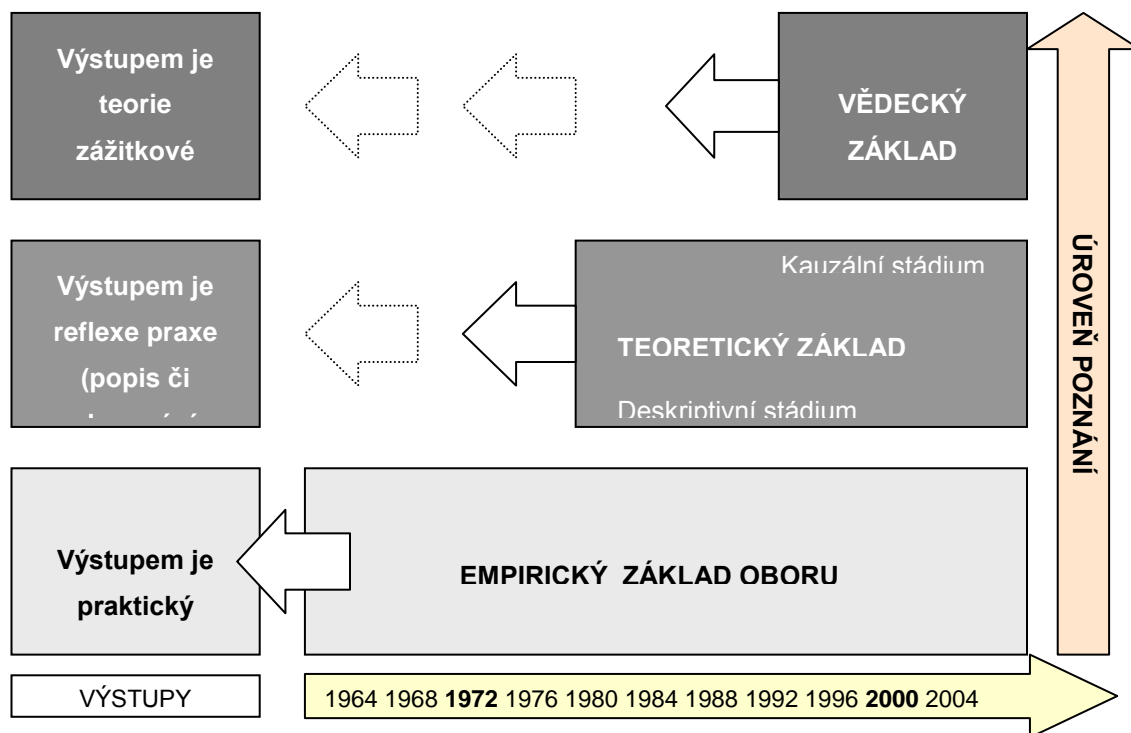 Výstupem je
teorie
zážitkové
VĚDECKÝ
ZÁKLAD
Výstupem je
reflexe praxe
(popis či
Kauzální stádium
TEORETICKÝ ZÁKLAD
Deskriptivní stádium
Výstupem je
praktický
EMPIRICKÝ ZÁKLAD OBORU
ÚROVEŇ POZNÁNÍ
VÝSTUPY
1964 1968 1972 1976 1980 1984 1988 1992 1996 2000 2004